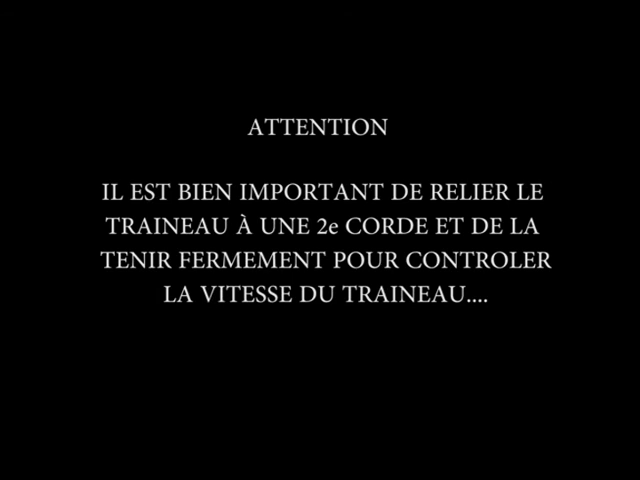 ATTENTION
IL EST BIEN IMPORTANT DE RELIER LE
TRAINEAU À UNE 2e CORDE ET DE LA
TENIR FERMEMENT POUR CONTROLER
LA VITESSE DU TRAINEAU....